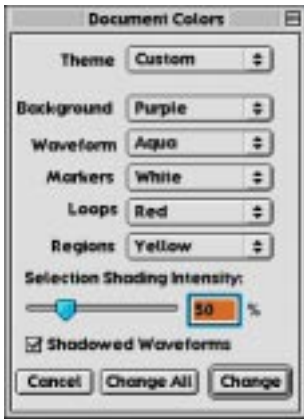 Document Colors
Theme Custom
Background Purple
Waveform Aqua
Markers White
Loops Red
Regions Yellow
Selection Shading Intensity:
50 %
Shadowed Waveforms
Cancel Change All Change